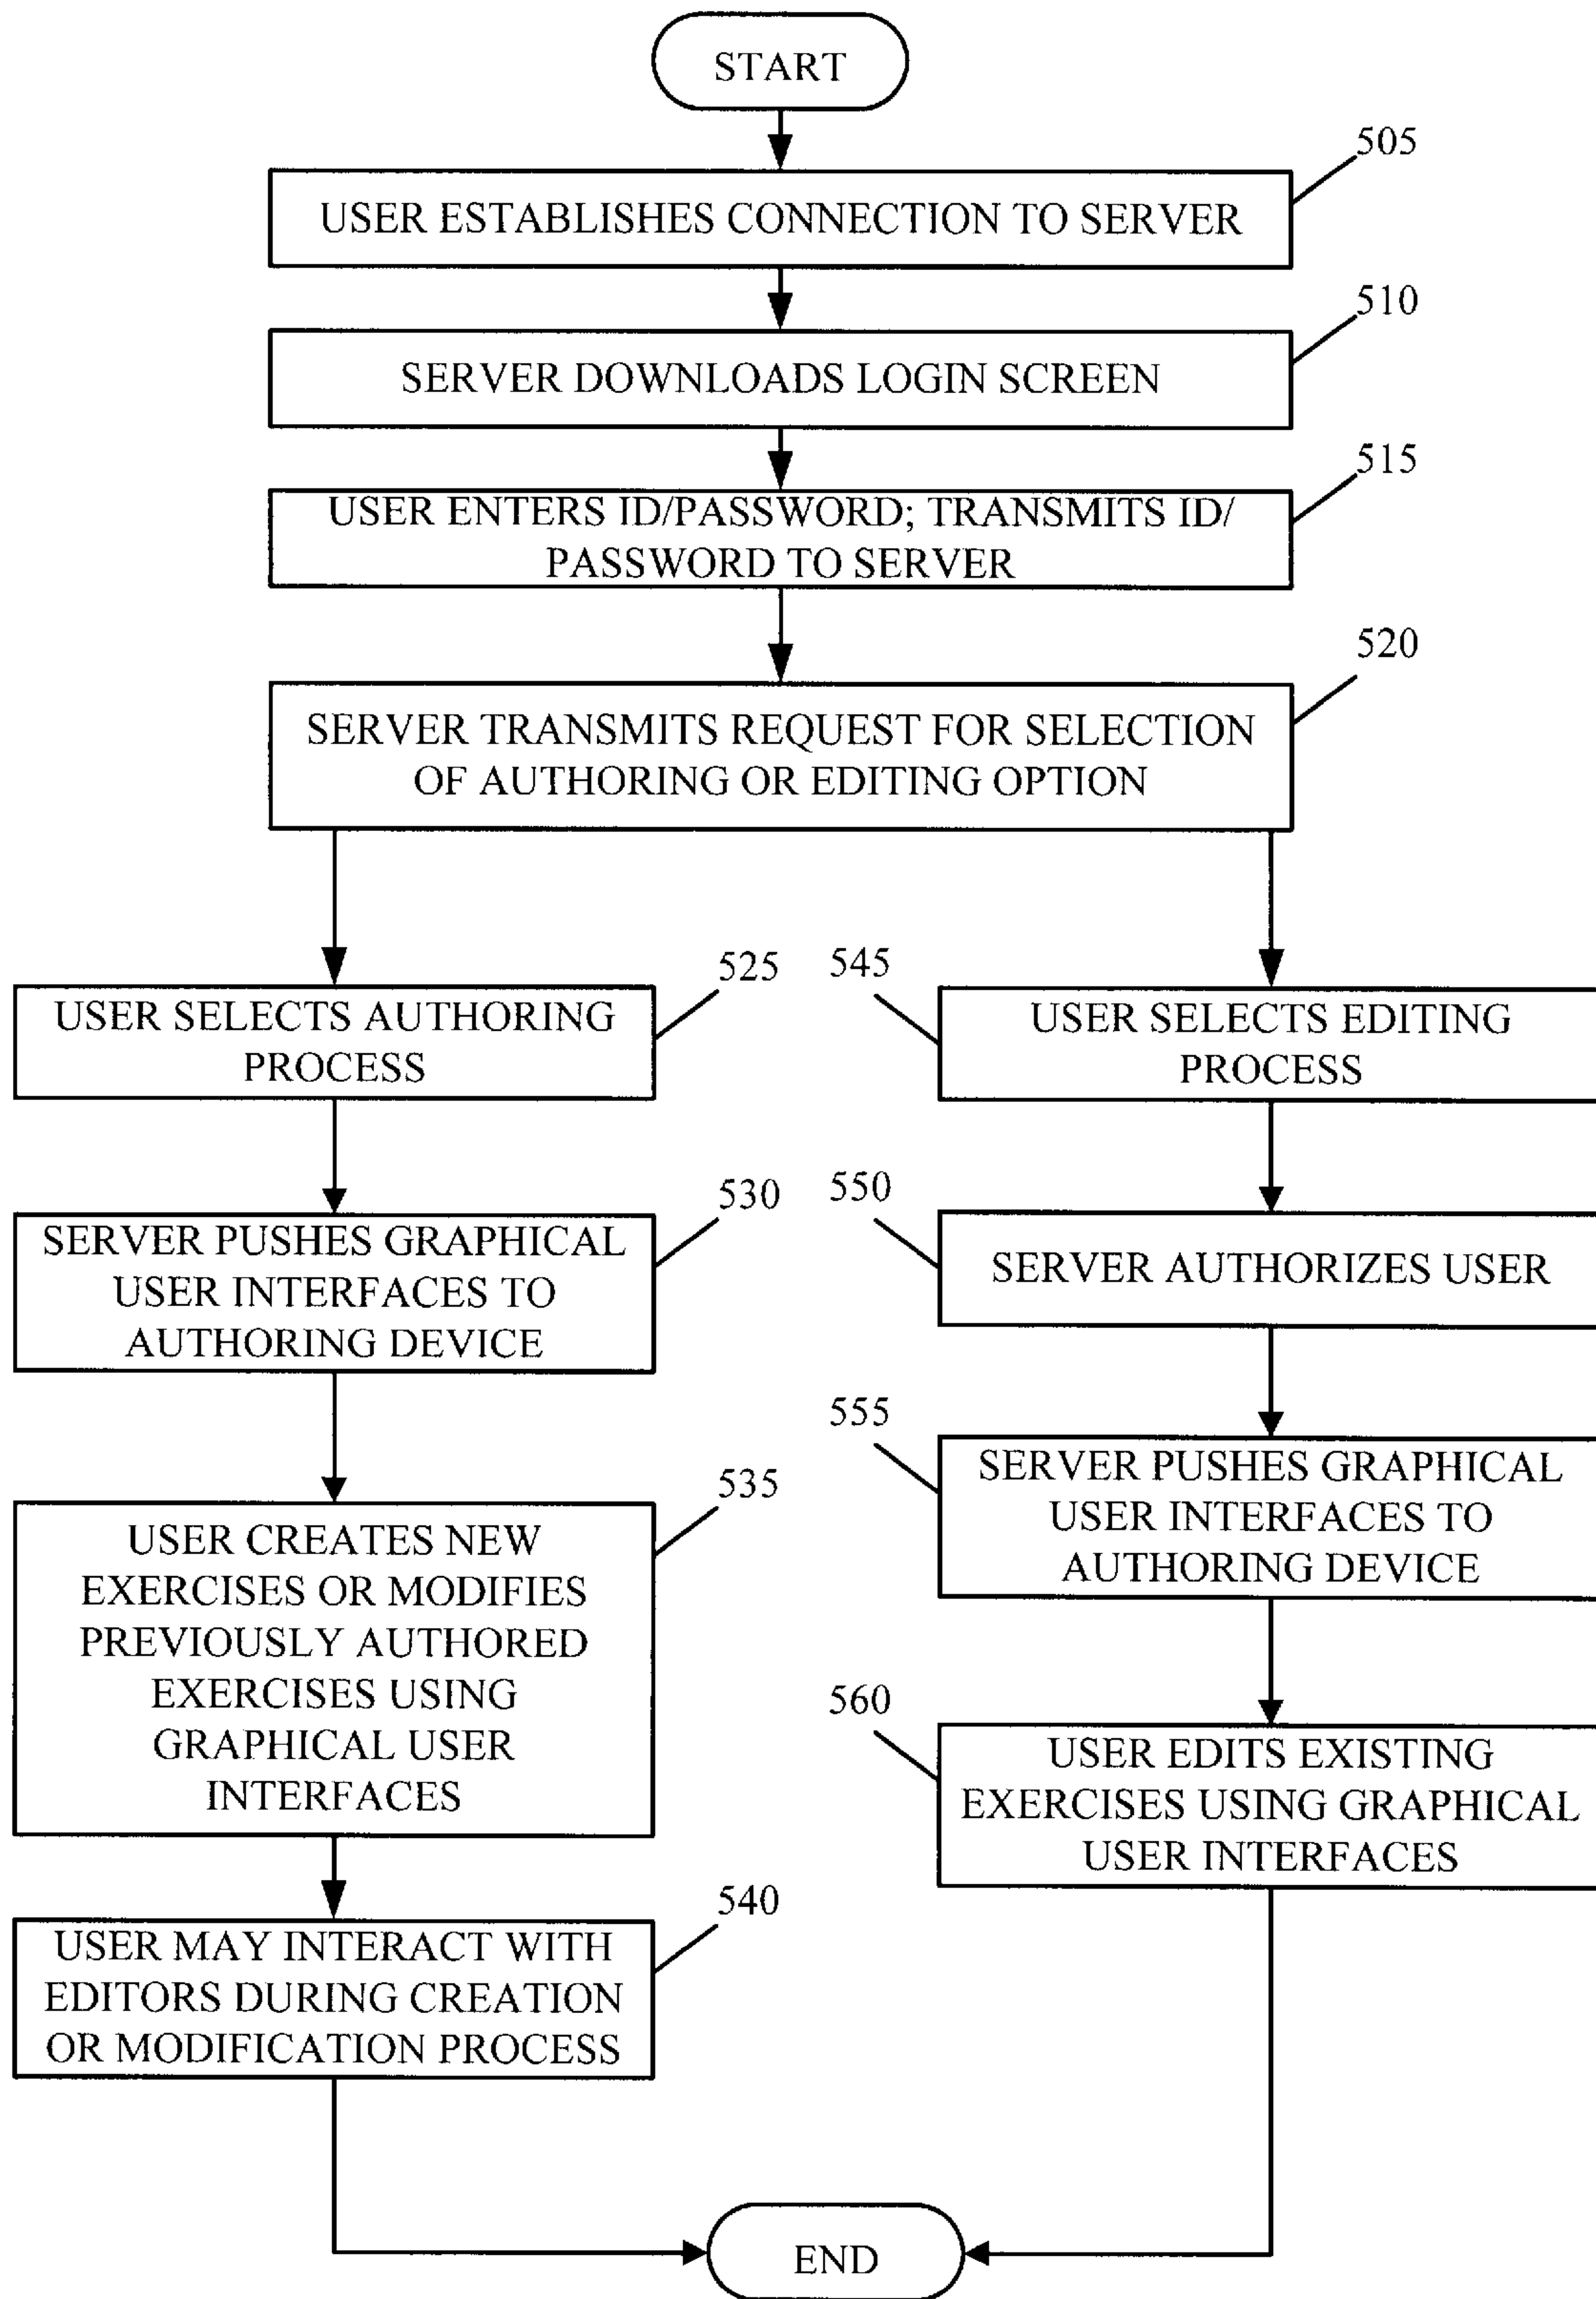 START
505
USER ESTABLISHES CONNECTION TO SERVER
510
SERVER DOWNLOADS LOGIN SCREEN
515
USER ENTERS ID/PASSWORD; TRANSMITS ID/
PASSWORD TO SERVER
520
SERVER TRANSMITS REQUEST FOR SELECTION
OF AUTHORING OR EDITING OPTION
525
USER SELECTS AUTHORING
PROCESS
530
SERVER PUSHES GRAPHICAL
USER INTERFACES TO
AUTHORING DEVICE
535
USER CREATES NEW
EXERCISES OR MODIFIES
PREVIOUSLY AUTHORED
EXERCISES USING
GRAPHICAL USER
INTERFACES
540
USER MAY INTERACT WITH
EDITORS DURING CREATION
OR MODIFICATION PROCESS
545
USER SELECTS EDITING
PROCESS
550
SERVER AUTHORIZES USER
555
SERVER PUSHES GRAPHICAL
USER INTERFACES TO
AUTHORING DEVICE
560
USER EDITS EXISTING
EXERCISES USING GRAPHICAL
USER INTERFACES
END